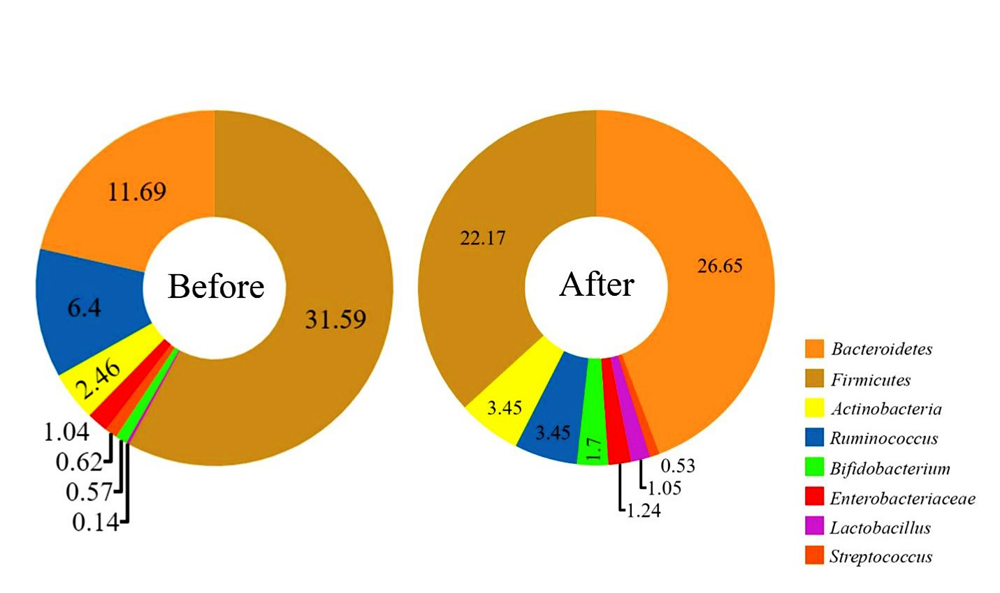 Before
31.59
11.69
6.4
2.46
1.04
0.62
0.57
0.14
After
26.65
22.17
3.45
3.45
1.7
0.53
1.05
1.24
Bacteroidetes
Firmicutes
Actinobacteria
Ruminococcus
Bifidobacterium
Enterobacteriaceae
Lactobacillus
Streptococcus